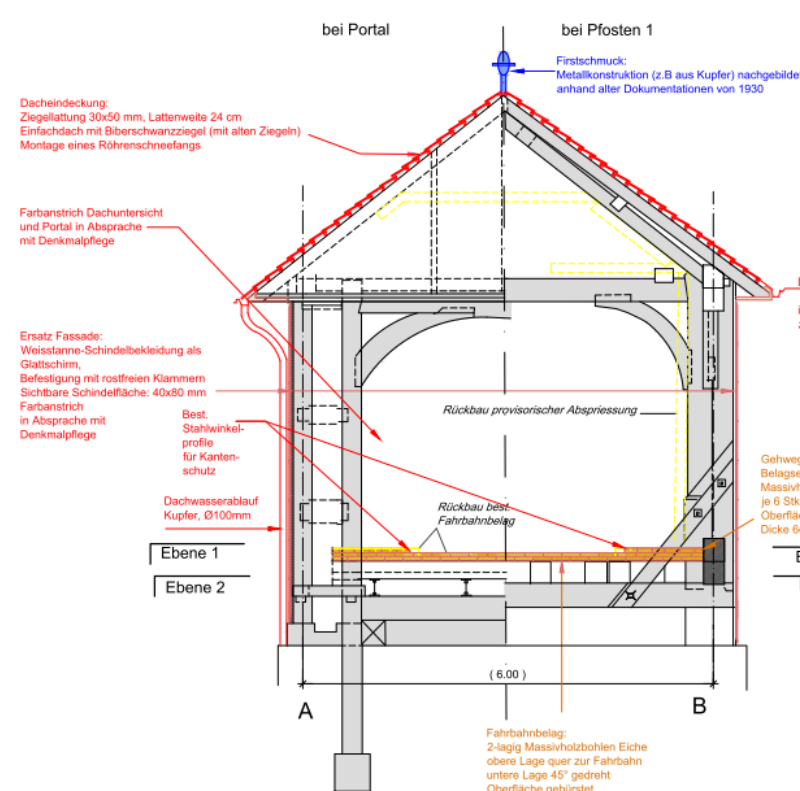 bei Portal
bei Pfosten 1
Firstschmuck:
Metallkonstruktion (z.B aus Kupfer) nachgebildet
anhand alter Dokumentationen von 1930
Dacheindeckung:
Ziegellattung 30x50 mm, Lattenweite 24 cm
Einfachdach mit Biberschwanzziegel (mit alten Ziegeln)
Montage eines Röhrenschneefangs
Farbanstrich Dachuntersicht
und Portal in Absprache
mit Denkmalpflege
Ersatz Fassade:
Weisstanne-Schindelbekleidung als
Glattschirm,
Befestigung mit rostfreien Klammern
Sichtbare Schindelfläche: 40x80 mm
Farbanstrich
in Absprache mit
Denkmalpflege
Best.
Stahlwinkel-
profile
für Kanten-
schutz
Rückbau provisorischer Abspriessung
Rückbau best.
Fahrbahnbelag
Dachwasserablauf
Kupfer, Ø100mm
Gehweg
Belagse
Massivh
je 6 Stk
Oberflä
Dicke 6
Ebene 1
Ebene 2
( 6.00 )
A
B
Fahrbahnbelag:
2-lagig Massivholzbohlen Eiche
obere Lage quer zur Fahrbahn
untere Lage 45° gedreht
Oberfläche gebürstet